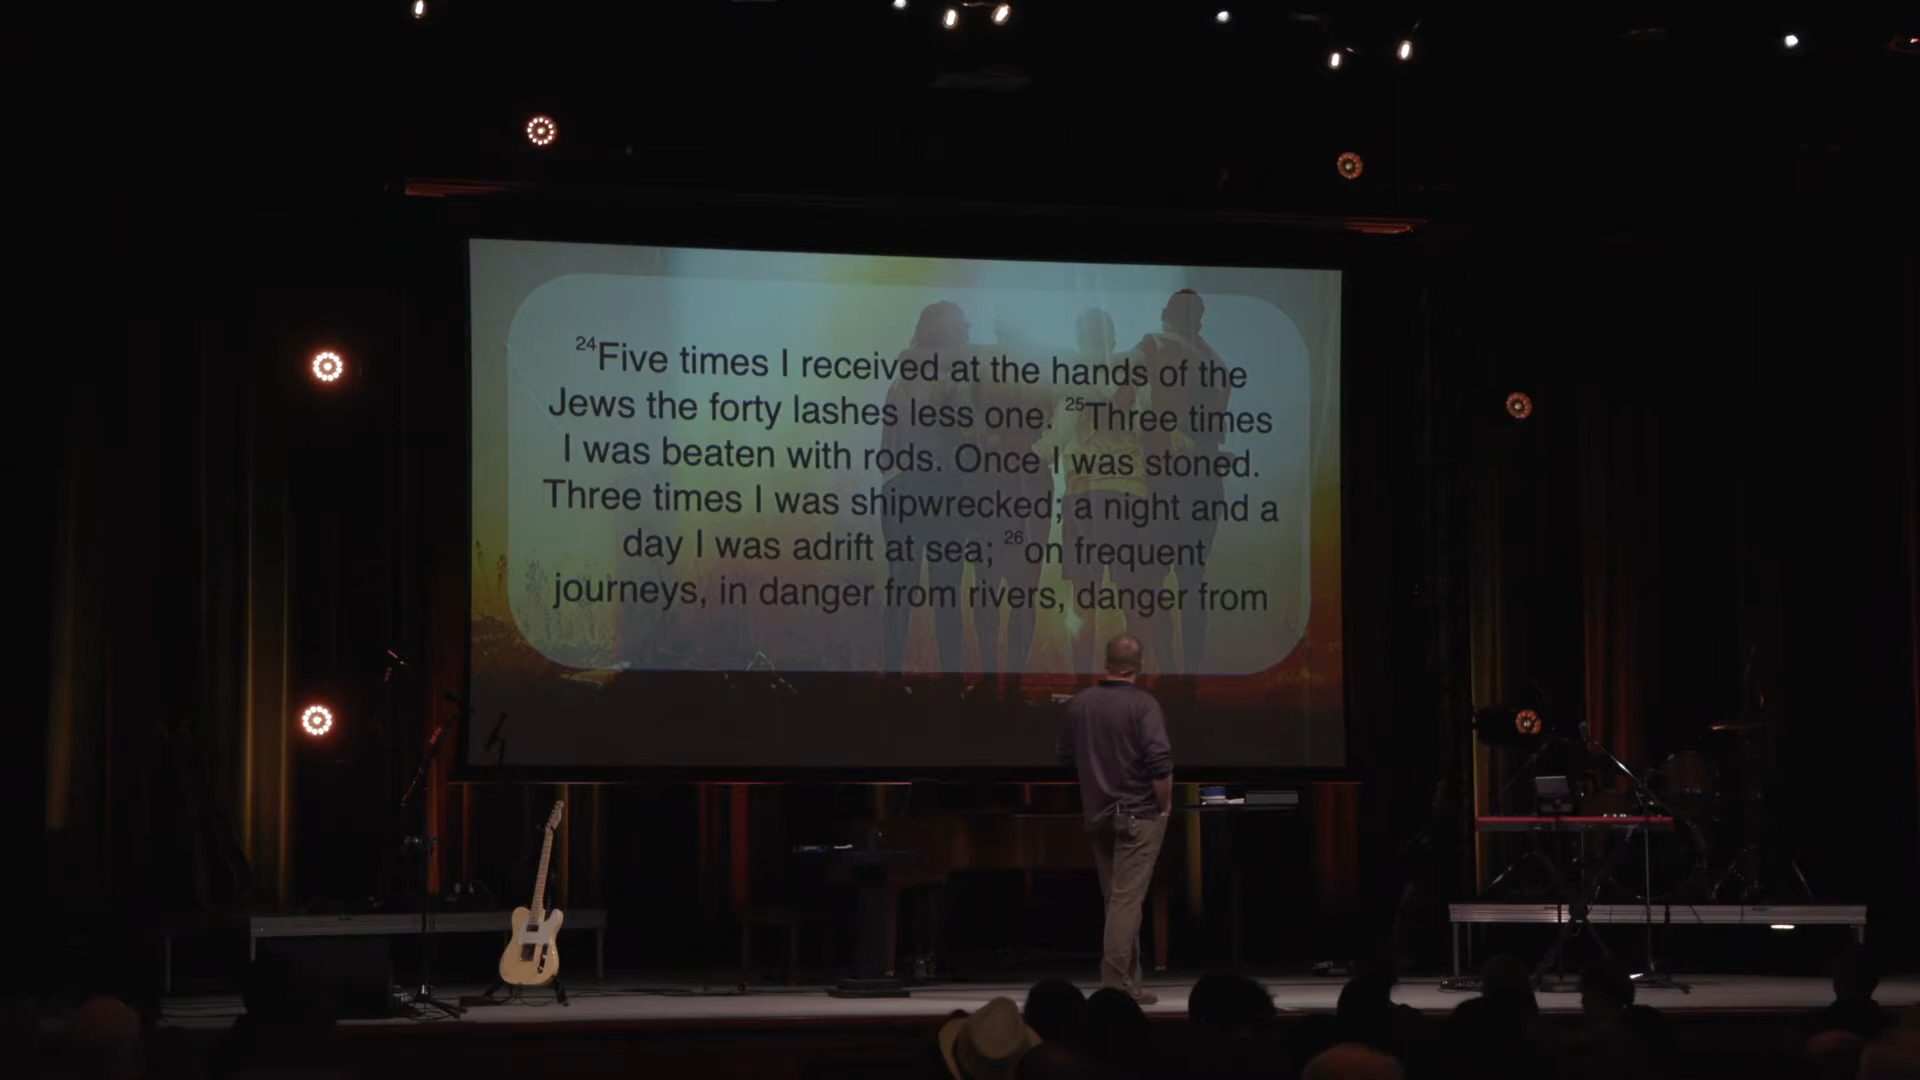 24Five times I received at the hands of the
Jews the forty lashes less one. 25Three times
I was beaten with rods. Once I was stoned.
Three times I was shipwrecked; a night and a
day I was adrift at sea; 26on frequent
journeys, in danger from rivers, danger from